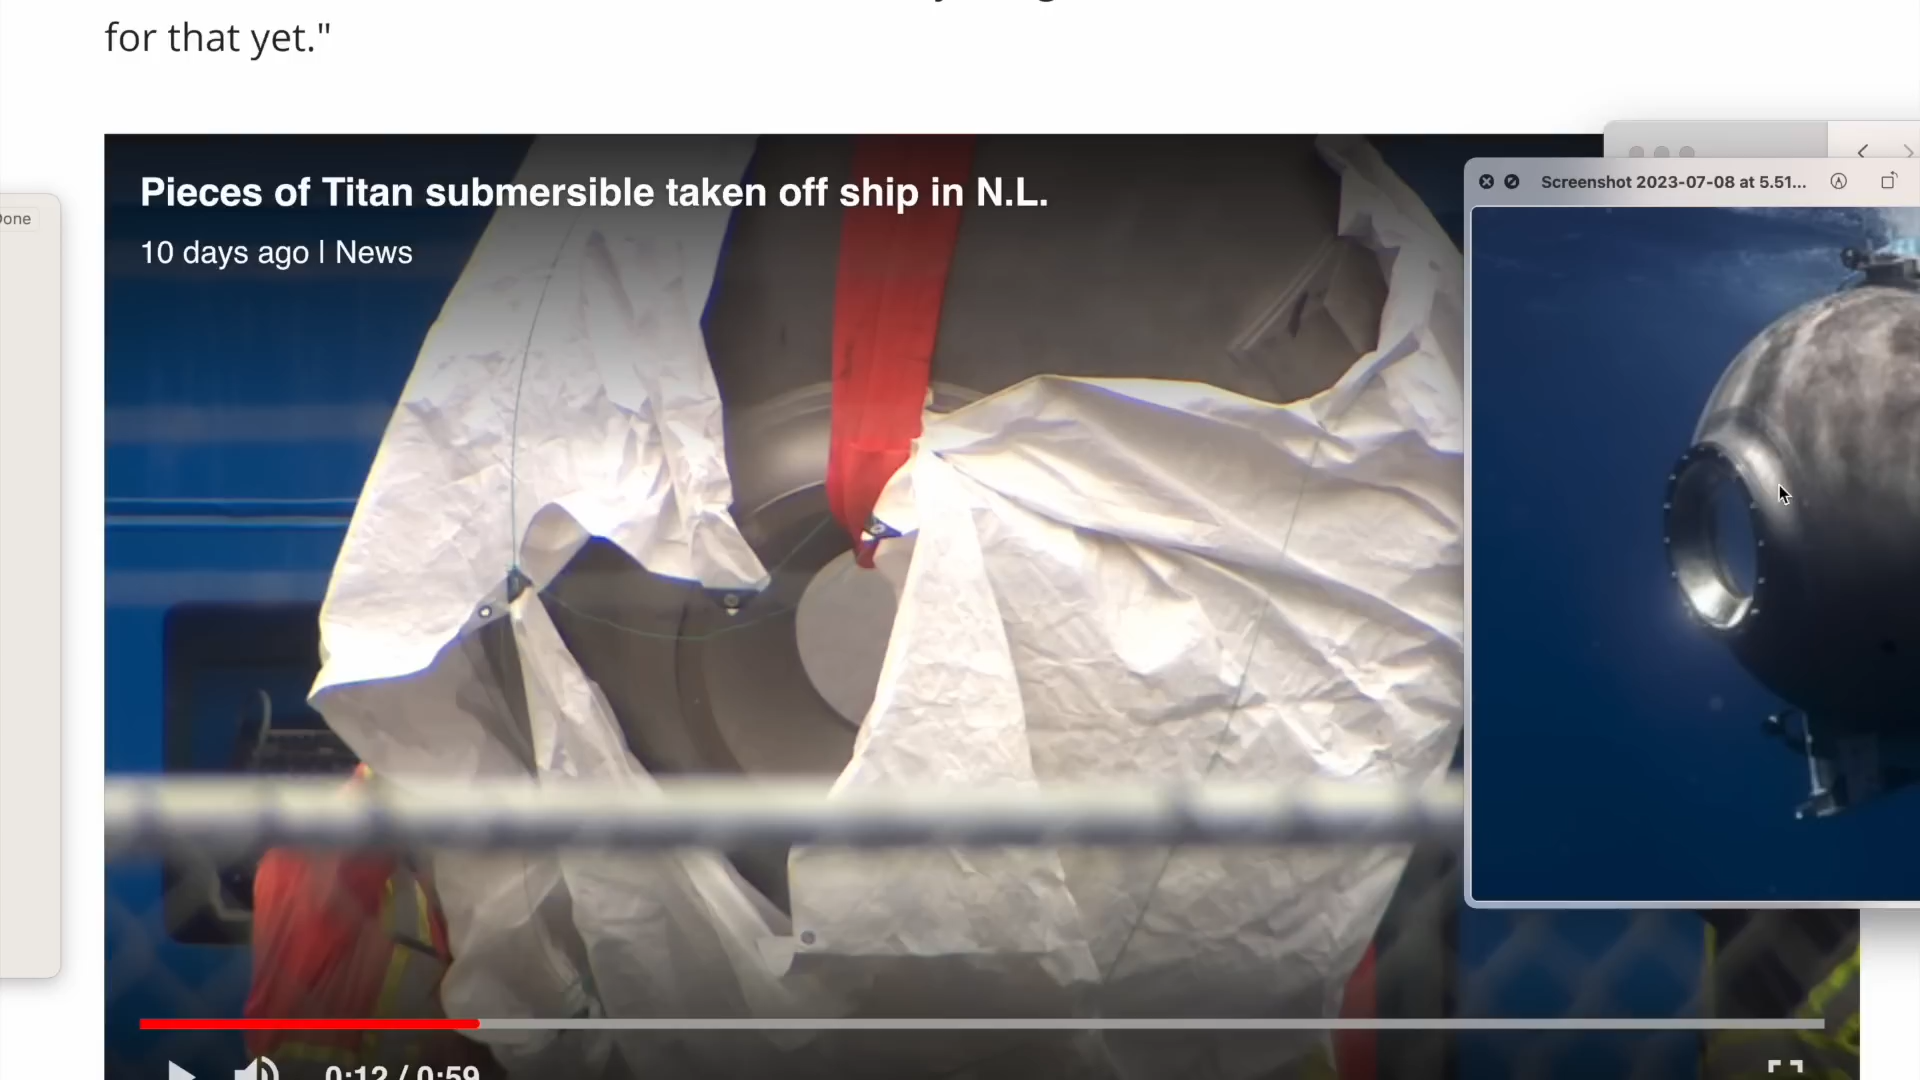 for that yet."
Pieces of Titan submersible taken off ship in N.L.
10 days ago | News
Done
Screenshot 2023-07-08 at 5.51...
0:12 / 0:59